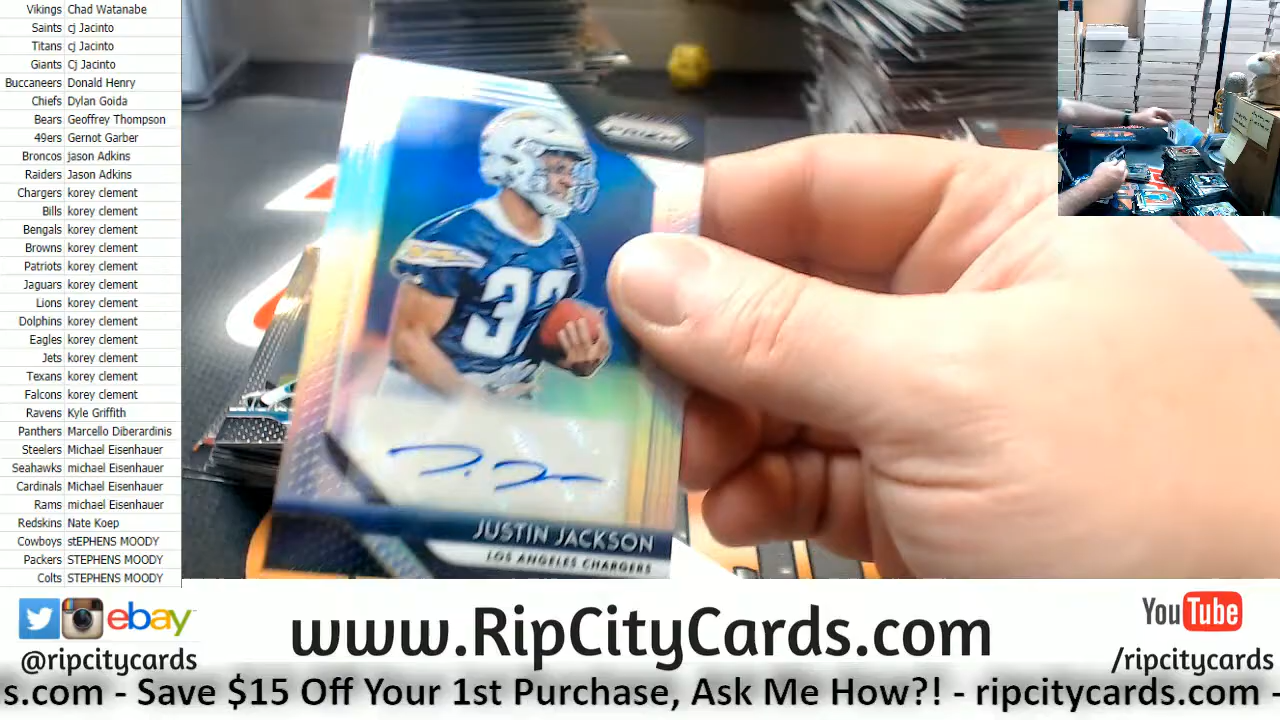 Vikings Chad Watanabe
Saints cj Jacinto
Titans cj Jacinto
Giants Cj Jacinto
Buccaneers Donald Henry
Chiefs Dylan Goida
Bears Geoffrey Thompson
49ers Gernot Garber
Broncos jason Adkins
Raiders Jason Adkins
Chargers korey clement
Bills korey clement
Bengals korey clement
Browns korey clement
Patriots korey clement
Jaguars korey clement
Lions korey clement
Dolphins korey clement
Eagles korey clement
Jets korey clement
Texans korey clement
Falcons korey clement
Ravens Kyle Griffith
Panthers Marcello Diberardinis
Steelers Michael Eisenhauer
Seahawks michael Eisenhauer
Cardinals Michael Eisenhauer
Rams michael Eisenhauer
Redskins Nate Koep
Cowboys stEPHENS MOODY
Packers STEPHENS MOODY
Colts STEPHENS MOODY
PRIZM
32
JUSTIN JACKSON
LOS ANGELES CHARGERS
ebay
@ripcitycards
www.RipCityCards.com
YouTube
/ripcitycards
s.com - Save $15 Off Your 1st Purchase, Ask Me How?! - ripcitycards.com -